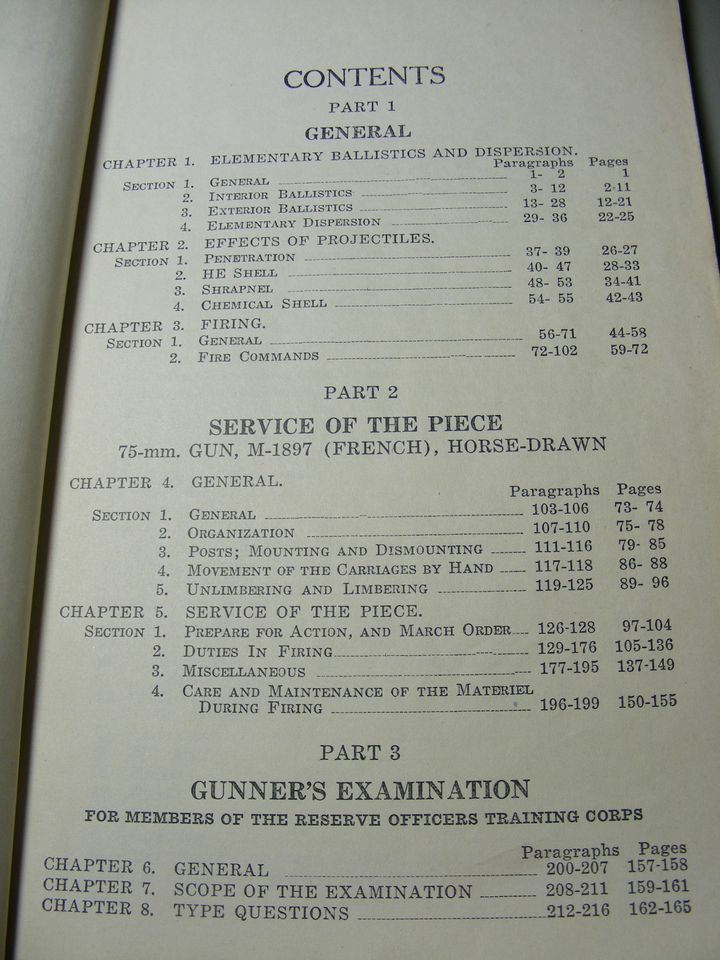 CONTENTS
PART 1
GENERAL
CHAPTER 1. ELEMENTARY BALLISTICS AND DISPERSION.
Paragraphs Pages
SECTION 1. GENERAL 1- 2 1
2. INTERIOR BALLISTICS 3- 12 2-11
3. EXTERIOR BALLISTICS 13- 28 12-21
4. ELEMENTARY DISPERSION 29- 36 22-25
CHAPTER 2. EFFECTS OF PROJECTILES.
SECTION 1. PENETRATION 37- 39 26-27
2. HE SHELL 40- 47 28-33
3. SHRAPNEL 48- 53 34-41
4. CHEMICAL SHELL 54- 55 42-43
CHAPTER 3. FIRING.
SECTION 1. GENERAL 56-71 44-58
2. FIRE COMMANDS 72-102 59-72
PART 2
SERVICE OF THE PIECE
75-mm. GUN, M-1897 (FRENCH), HORSE-DRAWN
CHAPTER 4. GENERAL.
Paragraphs Pages
SECTION 1. GENERAL 103-106 73- 74
2. ORGANIZATION 107-110 75- 78
3. POSTS; MOUNTING AND DISMOUNTING 111-116 79- 85
4. MOVEMENT OF THE CARRIAGES BY HAND 117-118 86- 88
5. UNLIMBERING AND LIMBERING 119-125 89- 96
CHAPTER 5. SERVICE OF THE PIECE.
SECTION 1. PREPARE FOR ACTION, AND MARCH ORDER 126-128 97-104
2. DUTIES IN FIRING 129-176 105-136
3. MISCELLANEOUS 177-195 137-149
4. CARE AND MAINTENANCE OF THE MATERIEL
DURING FIRING 196-199 150-155
PART 3
GUNNER'S EXAMINATION
FOR MEMBERS OF THE RESERVE OFFICERS TRAINING CORPS
Paragraphs Pages
CHAPTER 6. GENERAL 200-207 157-158
CHAPTER 7. SCOPE OF THE EXAMINATION 208-211 159-161
CHAPTER 8. TYPE QUESTIONS 212-216 162-165